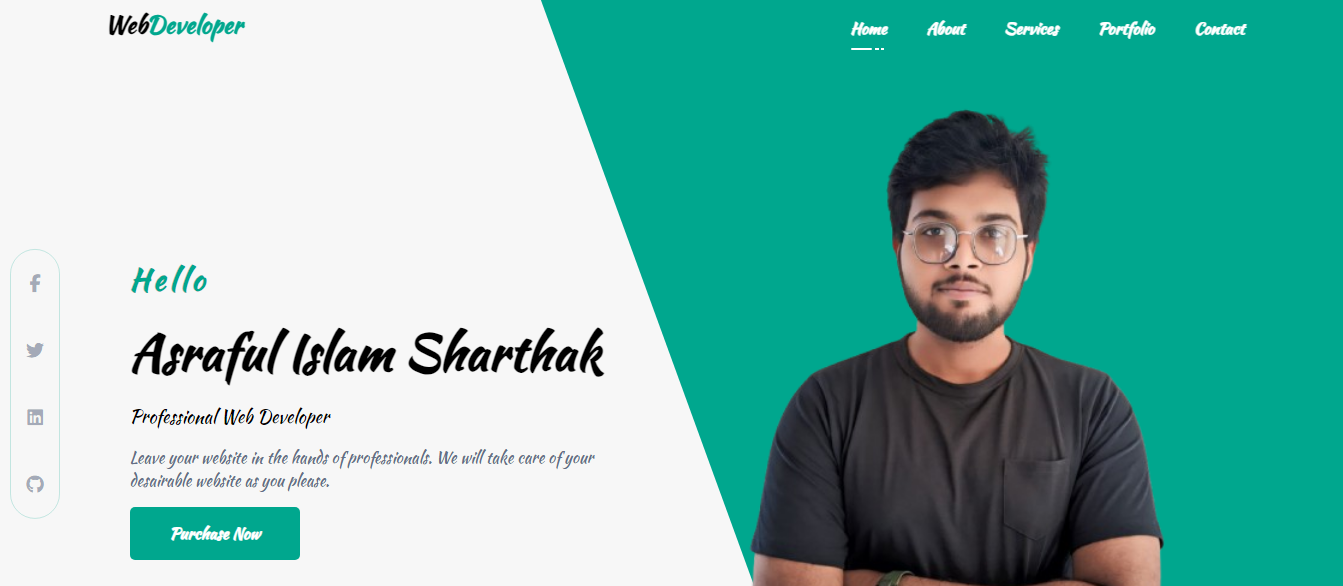 WebDeveloper
Home About Services Portfolio Contact
Hello
Asraful Islam Sharthak
Professional Web Developer
Leave your website in the hands of professionals. We will take care of your
desairable website as you please.
Purchase Now